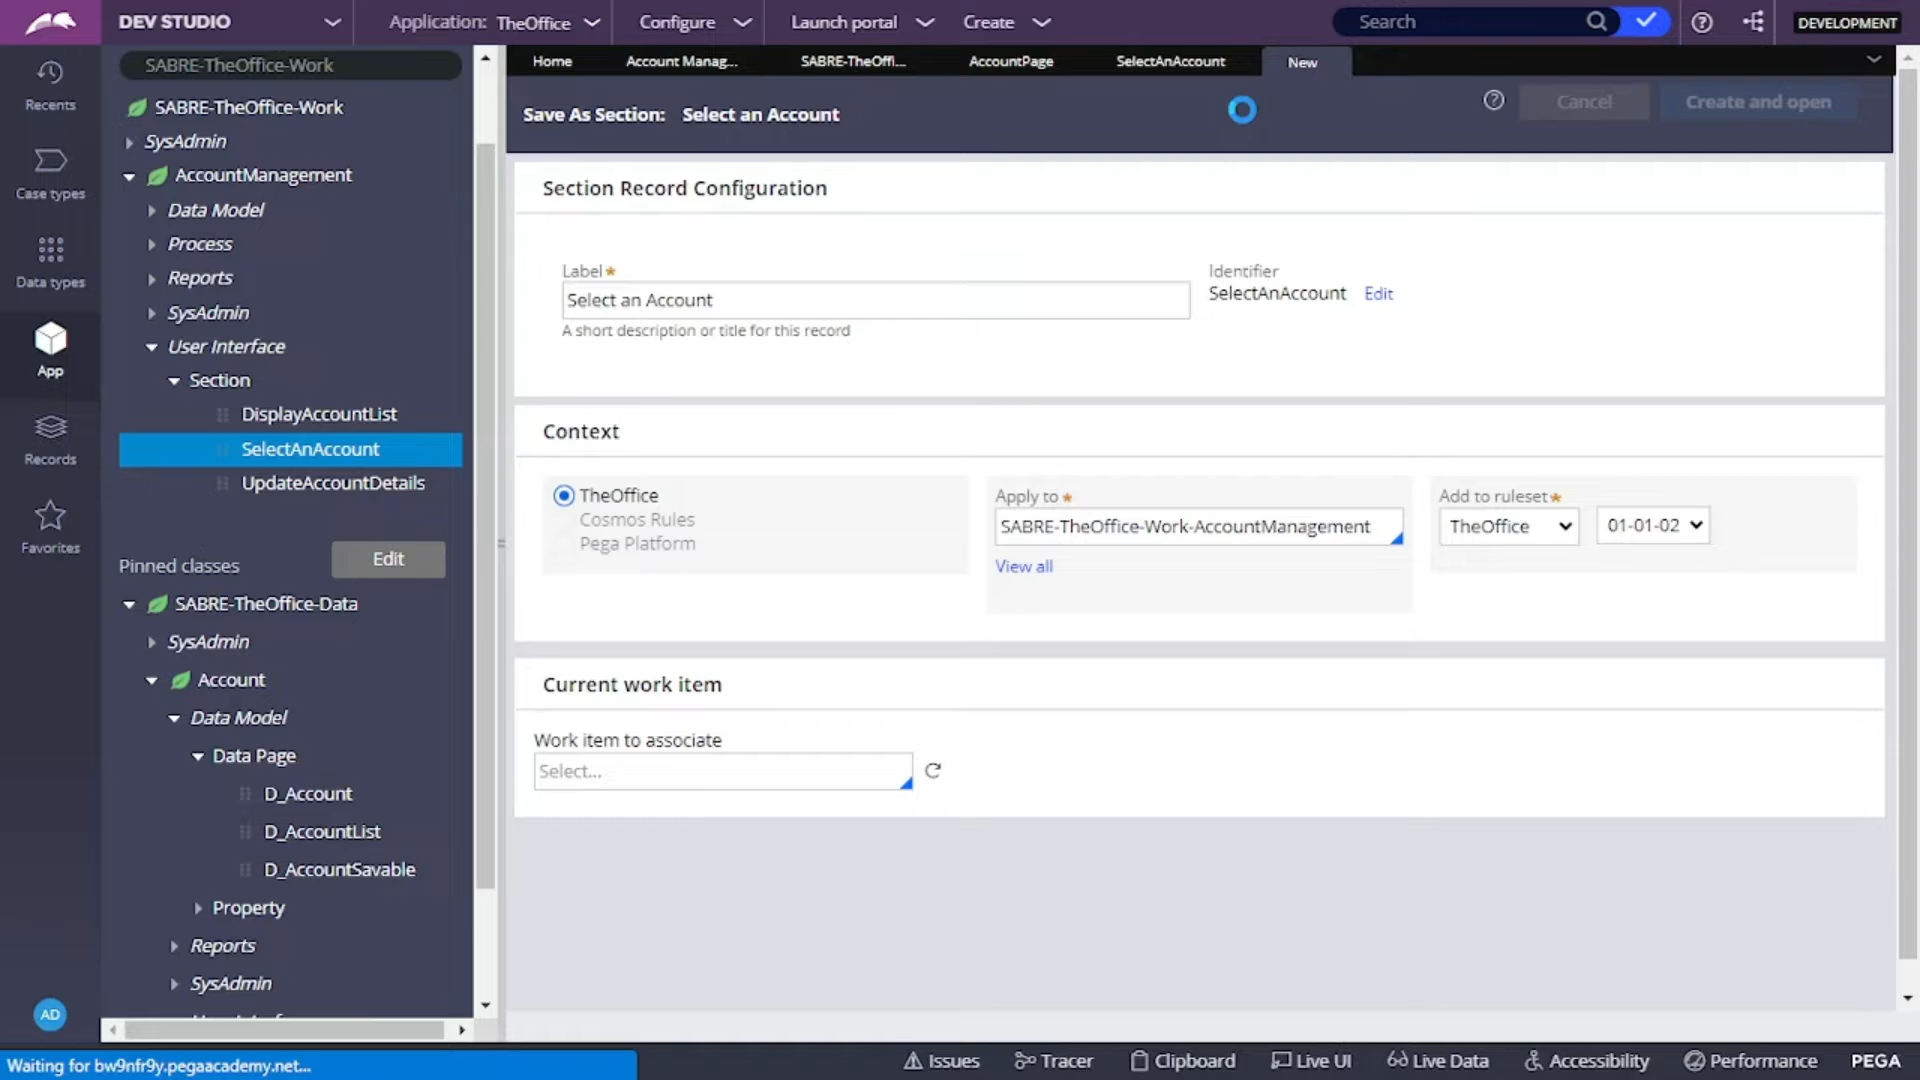 DEV STUDIO
Application: TheOffice
Configure
Launch portal
Create
Search
DEVELOPMENT
Recents
Case types
Data types
App
Records
Favorites
AD
SABRE-TheOffice-Work
SABRE-TheOffice-Work
SysAdmin
AccountManagement
Data Model
Process
Reports
SysAdmin
User Interface
Section
DisplayAccountList
SelectAnAccount
UpdateAccountDetails
Pinned classes
Edit
SABRE-TheOffice-Data
SysAdmin
Account
Data Model
Data Page
D_Account
D_AccountList
D_AccountSavable
Property
Reports
SysAdmin
Home
Account Manag...
SABRE-TheOffi...
AccountPage
SelectAnAccount
New
Save As Section: Select an Account
Cancel
Create and open
Section Record Configuration
Label*
Select an Account
A short description or title for this record
Identifier
SelectAnAccount Edit
Context
TheOffice
Cosmos Rules
Pega Platform
Apply to*
SABRE-TheOffice-Work-AccountManagement
View all
Add to ruleset*
TheOffice
01-01-02
Current work item
Work item to associate
Select...
Waiting for bw9nfr9y.pegaacademy.net...
Issues
Tracer
Clipboard
Live UI
Live Data
Accessibility
Performance
PEGA